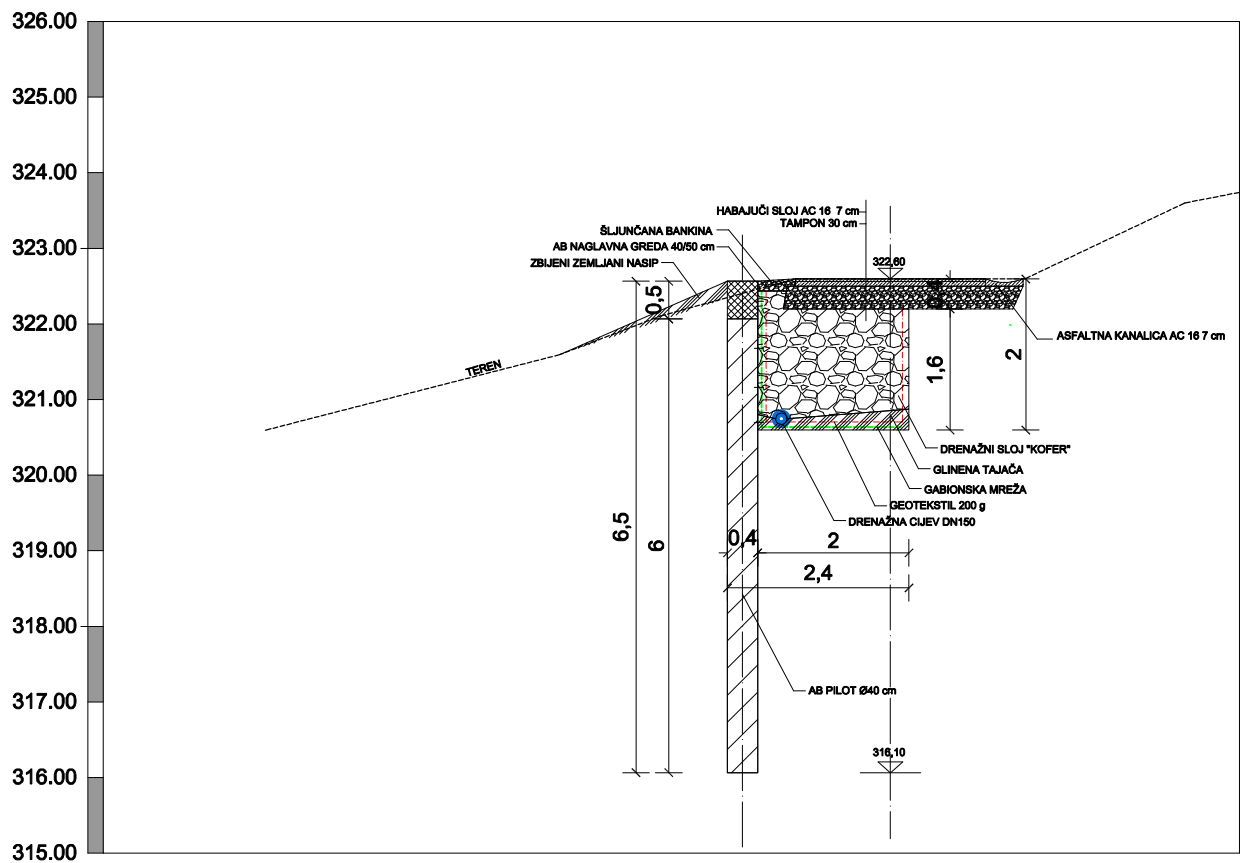 326.00
325.00
324.00
323.00
322.00
321.00
320.00
319.00
318.00
317.00
316.00
315.00
HABAJUČI SLOJ AC 16 7 cm
TAMPON 30 cm
ŠLJUNČANA BANKINA
AB NAGLAVNA GREDA 40/50 cm
ZBIJENI ZEMLJANI NASIP
322,60
0,5
0,4
TEREN
ASFALTNA KANALICA AC 16 7 cm
1,6
2
DRENAŽNI SLOJ "KOFER"
GLINENA TAJAČA
GABIONSKA MREŽA
GEOTEKSTIL 200 g
DRENAŽNA CIJEV DN150
6,5
6
0,4
2
2,4
AB PILOT Ø40 cm
316,10